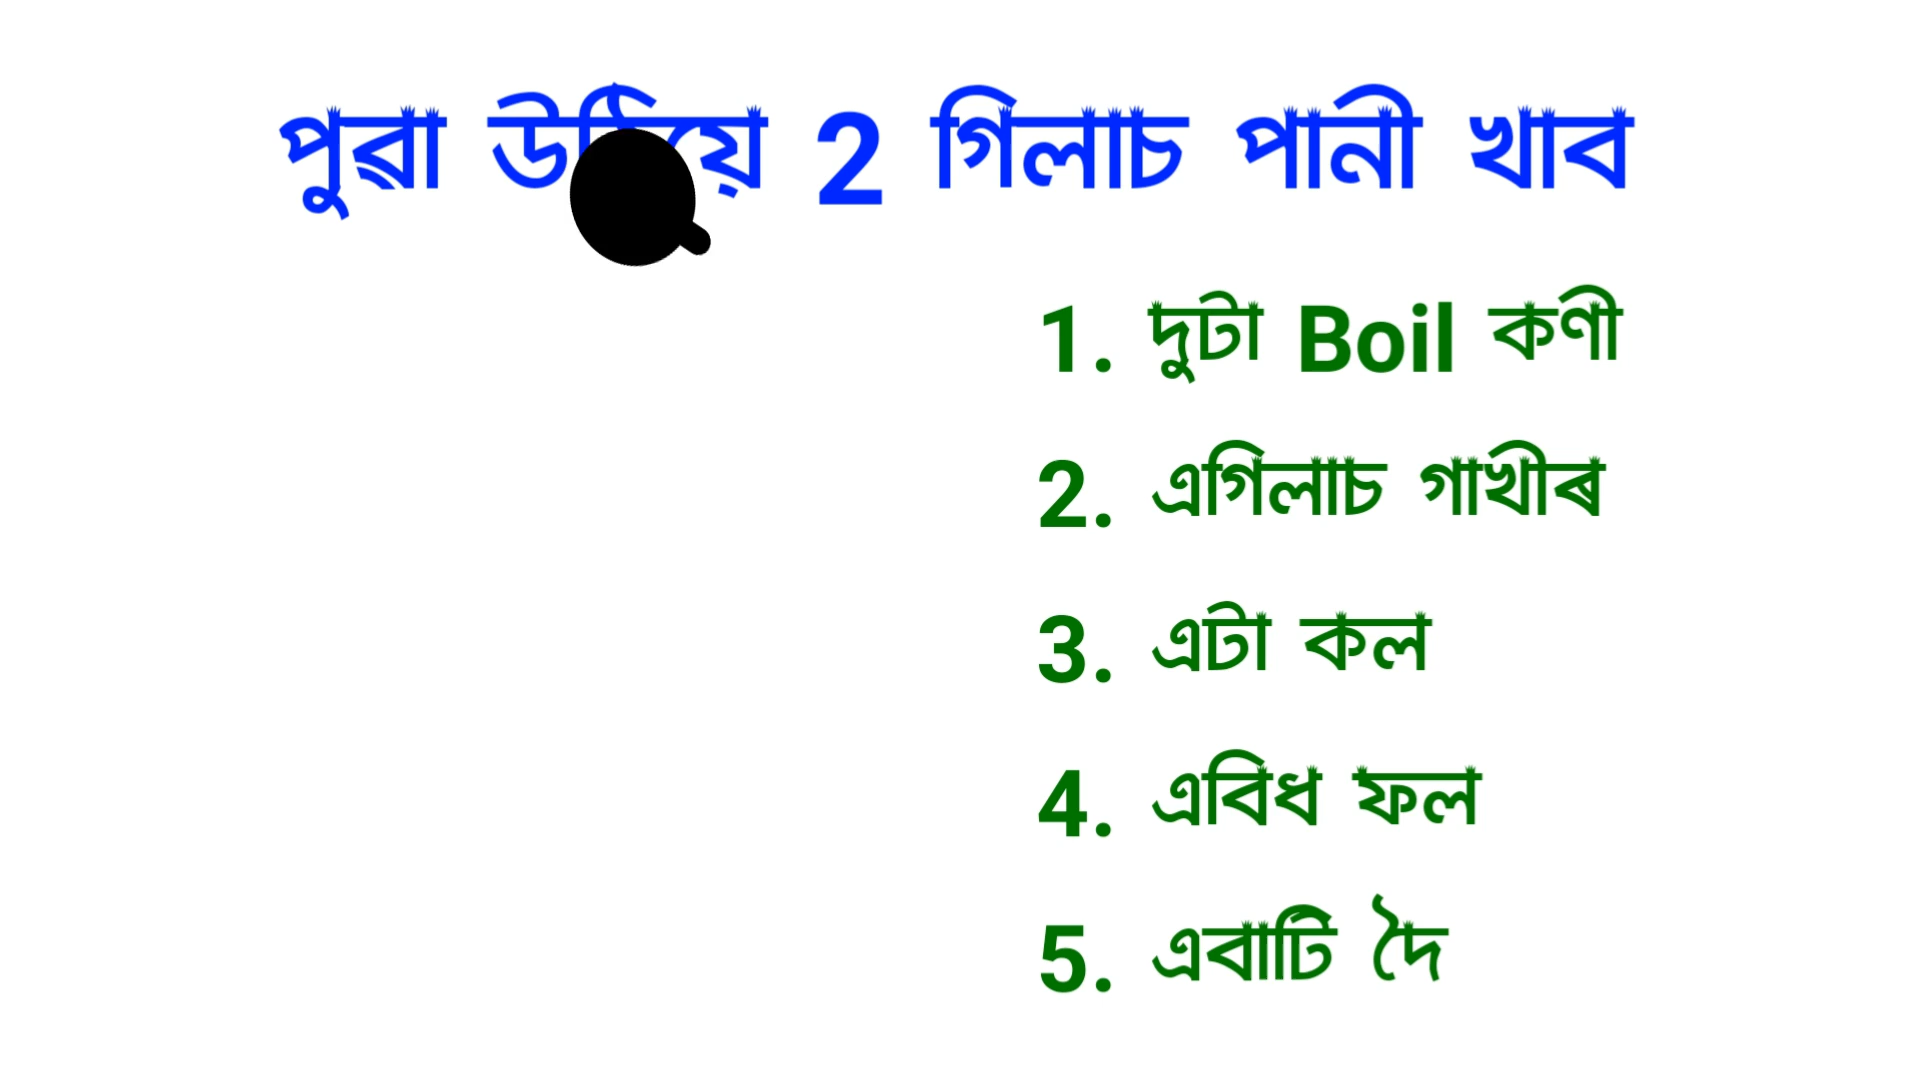 পুৱা 2 গিলাচ পানী খাব
1. দুটা Boil কণী
2. এগিলাচ গাখীৰ
3. এটা কল
4. এবিধ ফল
5. এবাটি দৈ